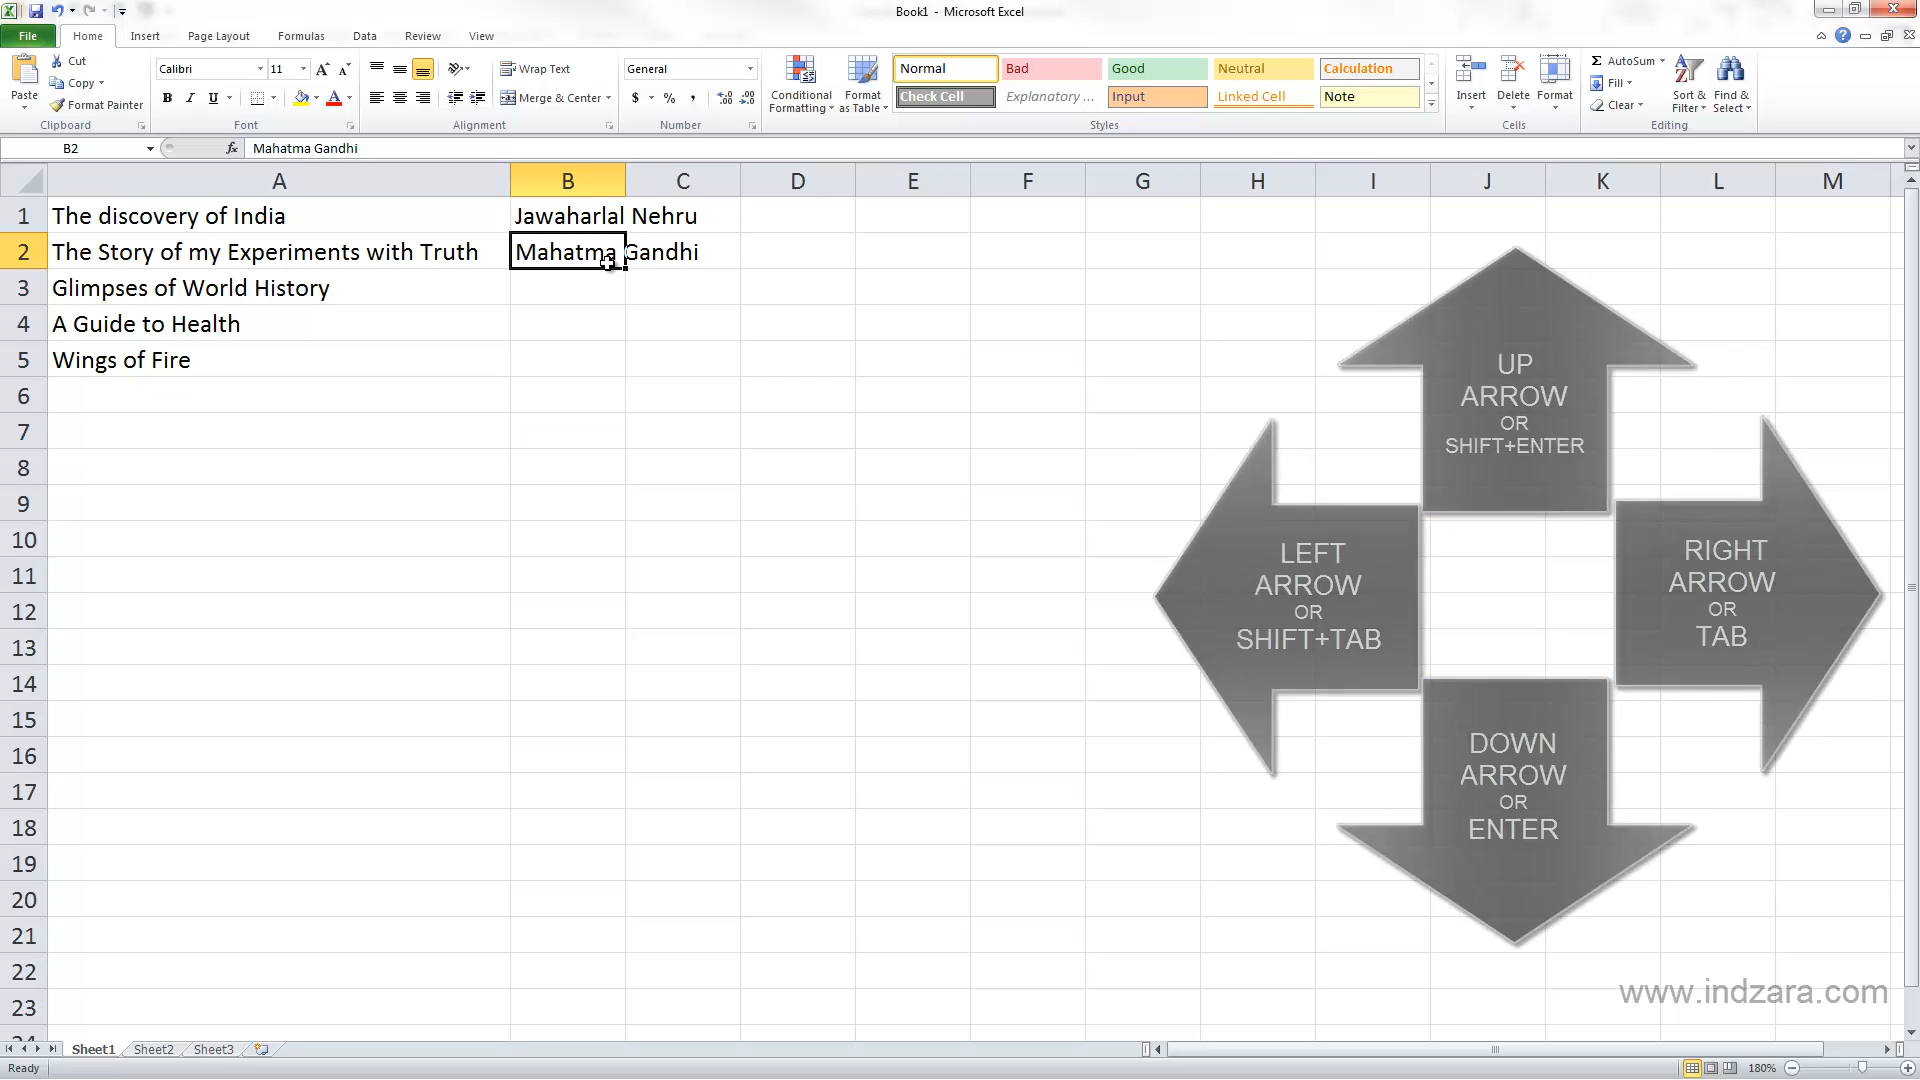 Book1 - Microsoft Excel
File Home Insert Page Layout Formulas Data Review View
Paste
Cut
Copy
Format Painter
Clipboard
Calibri 11
B I U
Font
Wrap Text
Merge & Center
Alignment
General
$ % ,
Number
Conditional Formatting
Format as Table
Normal Bad Good Neutral Calculation
Check Cell Explanatory ... Input Linked Cell Note
Styles
Insert Delete Format
Cells
Σ AutoSum
Fill
Clear
Sort & Filter
Find & Select
Editing
B2 fx Mahatma Gandhi
A B C D E F G H I J K L M
1 The discovery of India Jawaharlal Nehru
2 The Story of my Experiments with Truth Mahatma Gandhi
3 Glimpses of World History
4 A Guide to Health
5 Wings of Fire
6
7
8
9
10
11
12
13
14
15
16
17
18
19
20
21
22
23
24
UP
ARROW
OR
SHIFT+ENTER
LEFT
ARROW
OR
SHIFT+TAB
RIGHT
ARROW
OR
TAB
DOWN
ARROW
OR
ENTER
www.indzara.com
Sheet1 Sheet2 Sheet3
Ready 180%